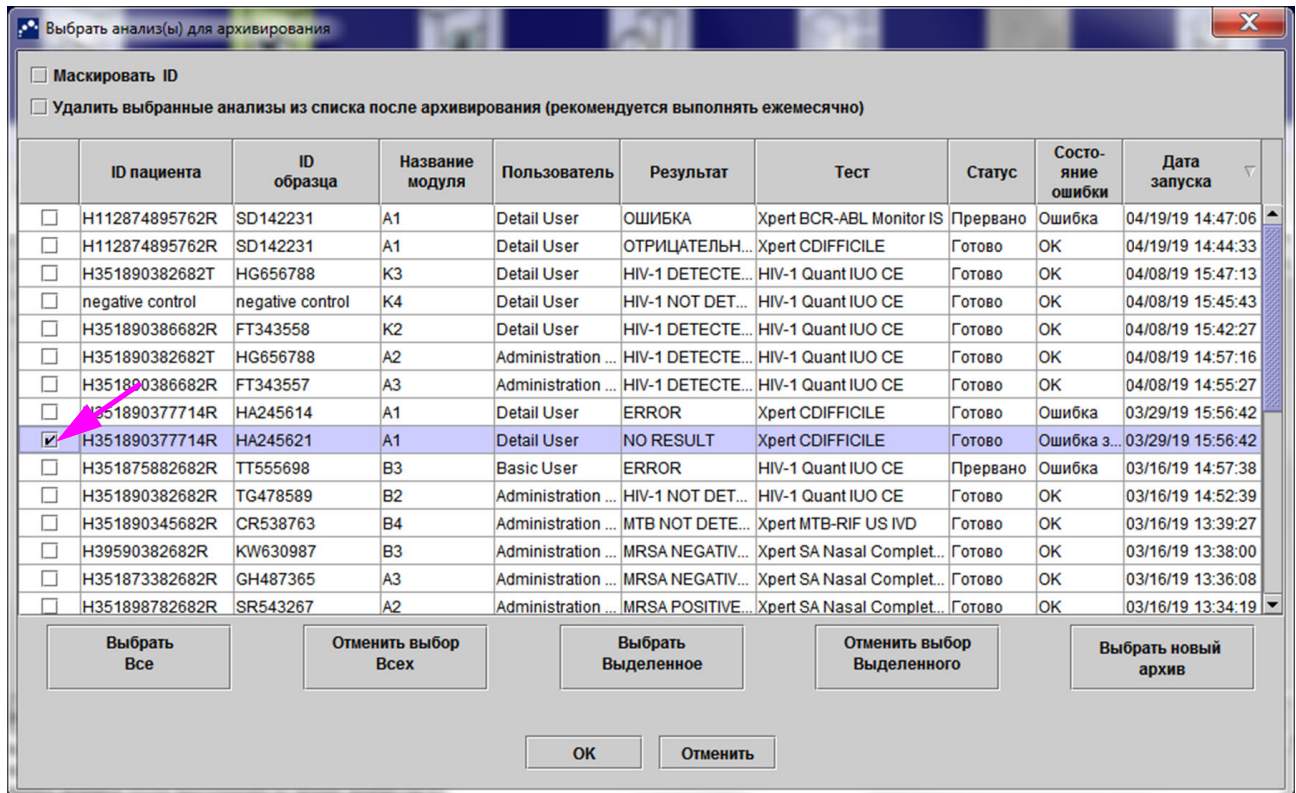 Выбрать анализ(ы) для архивирования
Маскировать ID
Удалить выбранные анализы из списка после архивирования (рекомендуется выполнять ежемесячно)
ID пациента ID образца Название модуля Пользователь Результат Тест Статус Состо-яние ошибки Дата запуска
H112874895762R SD142231 A1 Detail User ОШИБКА Xpert BCR-ABL Monitor IS Прервано Ошибка 04/19/19 14:47:06
H112874895762R SD142231 A1 Detail User ОТРИЦАТЕЛЬН... Xpert CDIFFICILE Готово OK 04/19/19 14:44:33
H351890382682T HG656788 K3 Detail User HIV-1 DETECTE... HIV-1 Quant IUO CE Готово OK 04/08/19 15:47:13
negative control negative control K4 Detail User HIV-1 NOT DET... HIV-1 Quant IUO CE Готово OK 04/08/19 15:45:43
H351890386682R FT343558 K2 Detail User HIV-1 DETECTE... HIV-1 Quant IUO CE Готово OK 04/08/19 15:42:27
H351890382682T HG656788 A2 Administration ... HIV-1 DETECTE... HIV-1 Quant IUO CE Готово OK 04/08/19 14:57:16
H351890386682R FT343557 A3 Administration ... HIV-1 DETECTE... HIV-1 Quant IUO CE Готово OK 04/08/19 14:55:27
H351890377714R HA245614 A1 Detail User ERROR Xpert CDIFFICILE Готово Ошибка 03/29/19 15:56:42
H351890377714R HA245621 A1 Detail User NO RESULT Xpert CDIFFICILE Ошибка з... 03/29/19 15:56:42
H351875882682R TT555698 B3 Basic User ERROR HIV-1 Quant IUO CE Прервано Ошибка 03/16/19 14:57:38
H351890382682R TG478589 B2 Administration ... HIV-1 NOT DET... HIV-1 Quant IUO CE Готово OK 03/16/19 14:52:39
H351890345682R CR538763 B4 Administration ... MTB NOT DETE... Xpert MTB-RIF US IVD Готово OK 03/16/19 13:39:27
H39590382682R KW630987 B3 Administration ... MRSA NEGATIV... Xpert SA Nasal Complet... Готово OK 03/16/19 13:38:00
H351873382682R GH487365 A3 Administration ... MRSA NEGATIV... Xpert SA Nasal Complet... Готово OK 03/16/19 13:36:08
H351898782682R SR543267 A2 Administration ... MRSA POSITIVE... Xpert SA Nasal Complet... Готово OK 03/16/19 13:34:19
Выбрать Все
Отменить выбор Всех
Выбрать Выделенное
Отменить выбор Выделенного
Выбрать новый архив
OK Отменить